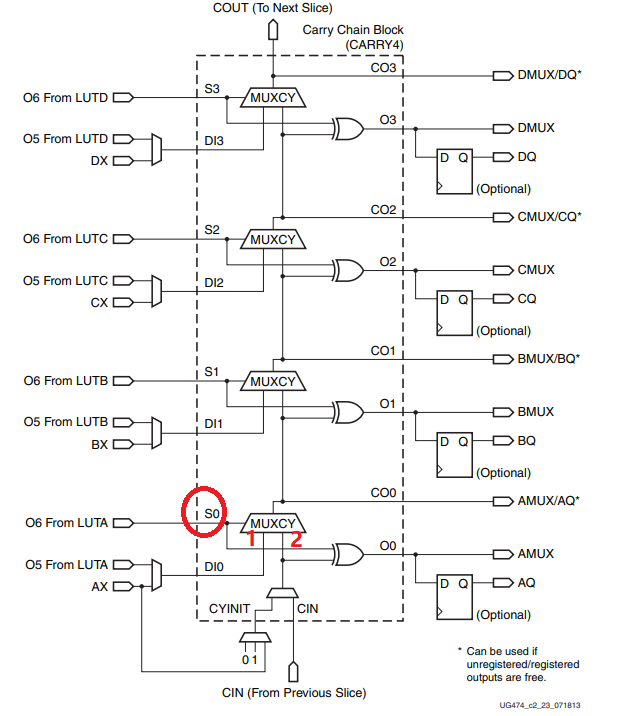 COUT (To Next Slice)
Carry Chain Block
(CARRY4)
CO3
DMUX/DQ*
O6 From LUTD
S3
MUXCY
O3
DMUX
O5 From LUTD
DI3
DX
D Q
DQ
(Optional)
CO2
CMUX/CQ*
O6 From LUTC
S2
MUXCY
O2
CMUX
O5 From LUTC
DI2
CX
D Q
CQ
(Optional)
CO1
BMUX/BQ*
O6 From LUTB
S1
MUXCY
O1
BMUX
O5 From LUTB
DI1
BX
D Q
BQ
(Optional)
CO0
AMUX/AQ*
O6 From LUTA
S0
MUXCY
1 2
O0
AMUX
O5 From LUTA
DI0
AX
D Q
AQ
CYINIT
CIN
(Optional)
0 1
* Can be used if
unregistered/registered
outputs are free.
CIN (From Previous Slice)
UG474_c2_23_071813